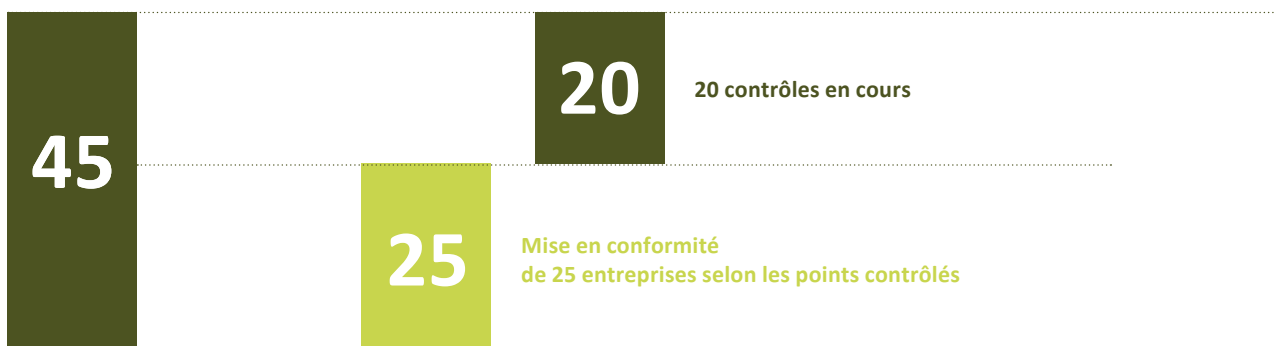 45
20
20 contrôles en cours
25
Mise en conformité
de 25 entreprises selon les points contrôlés